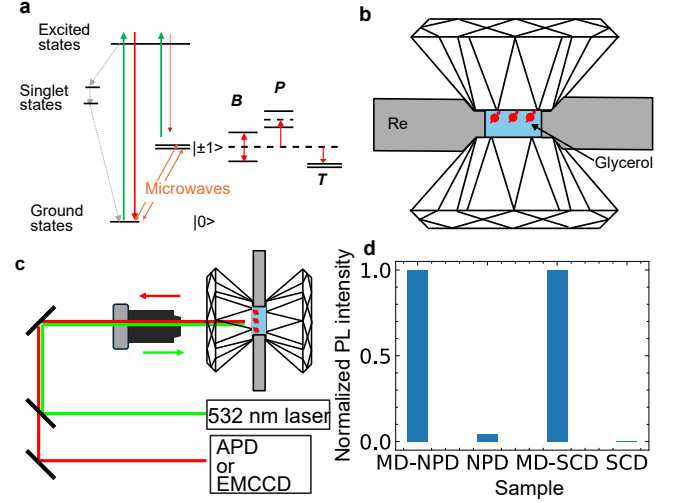 a
Excited
states
Singlet
states
Ground
states
|±1>
Microwaves
|0>
B
P
T
b
Re
Glycerol
c
532 nm laser
APD
or
EMCCD
d
Normalized PL intensity
1.0
0.5
0.0
MD-NPD NPD MD-SCD SCD
Sample